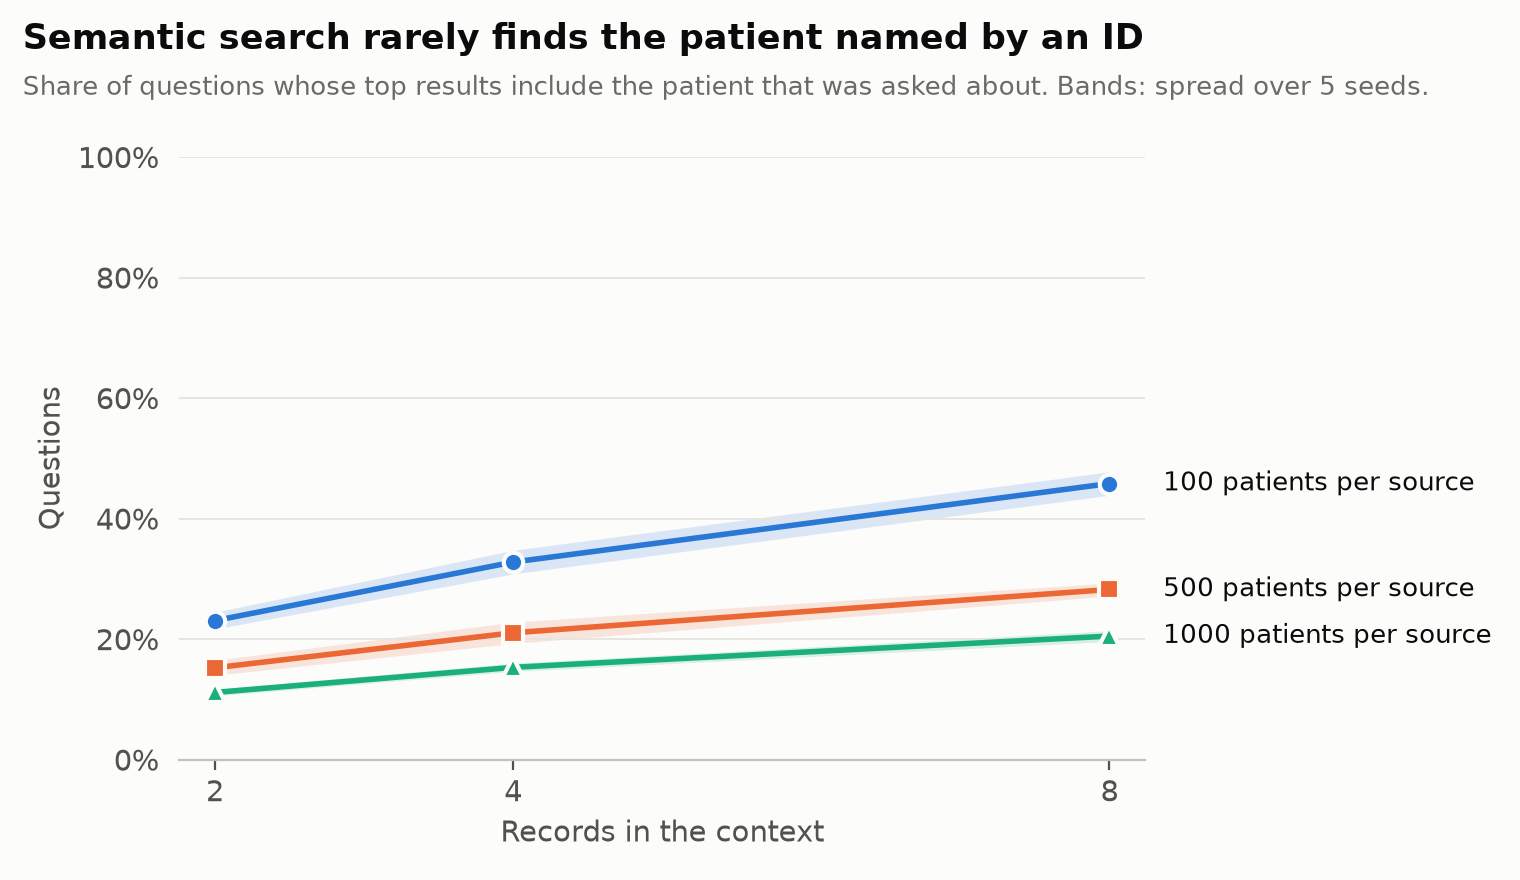 Semantic search rarely finds the patient named by an ID
Share of questions whose top results include the patient that was asked about. Bands: spread over 5 seeds.
100%
80%
60%
40%
20%
0%
Questions
100 patients per source
500 patients per source
1000 patients per source
2 4 8
Records in the context